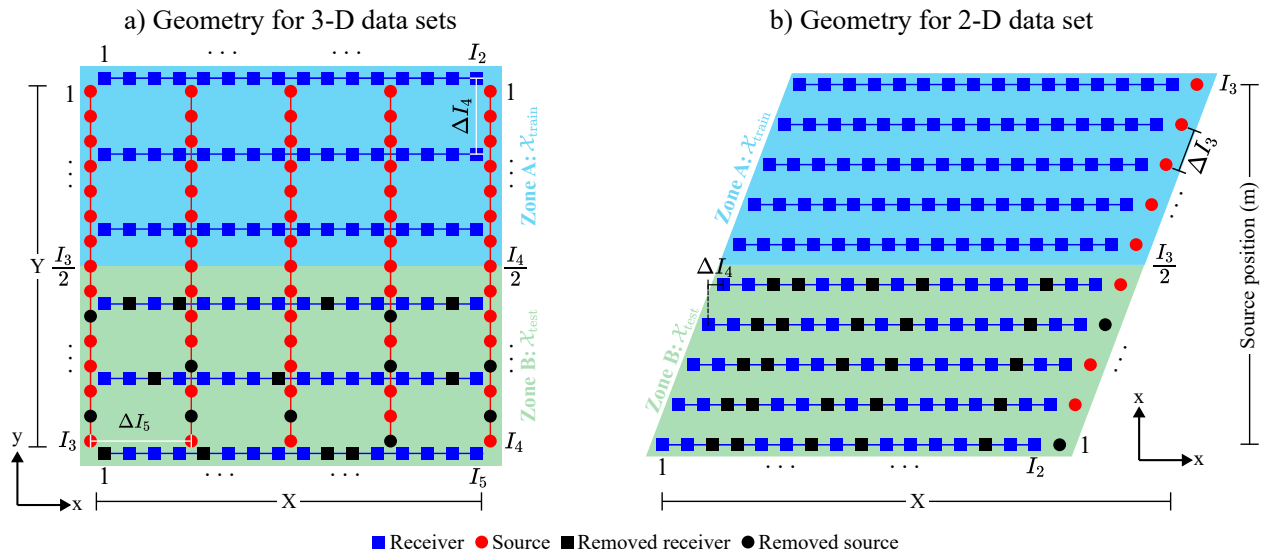 a) Geometry for 3-D data sets
1 · · · · · · I₂
1 1
ΔI₄
Zone A: 𝒳train
⋮ ⋮
Y I₃/2 I₄/2
Zone B: 𝒳test
⋮ ⋮
ΔI₅
I₃ I₄
y
1 · · · · · · I₅
x
X
b) Geometry for 2-D data set
I₃
Zone A: 𝒳train
ΔI₃
⋮
I₃/2
ΔI₄
Zone B: 𝒳test
⋮
1
Source position (m)
x
1 · · · · · · I₂
x
X
Receiver Source Removed receiver Removed source